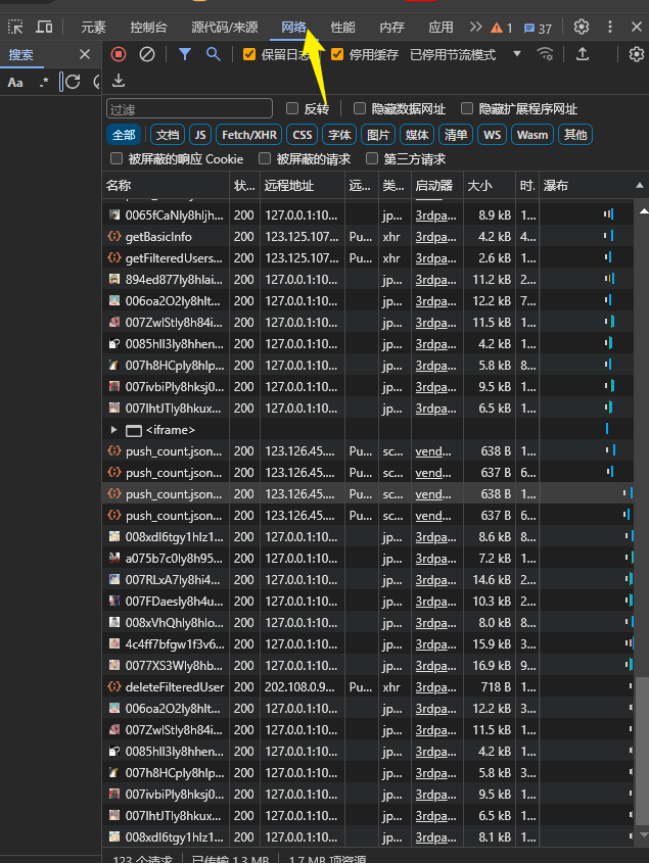 元素 控制台 源代码/来源 网络 性能 内存 应用 1 37
搜索 保留日志 停用缓存 已停用节流模式
Aa .*
过滤 反转 隐藏数据网址 隐藏扩展程序网址
全部 文档 JS Fetch/XHR CSS 字体 图片 媒体 清单 WS Wasm 其他
被屏蔽的响应 Cookie 被屏蔽的请求 第三方请求
名称 状... 远程地址 远... 类... 启动器 大小 时. 瀑布
0065fCaNly8hljh... 200 127.0.0.1:10... jp... 3rdpa... 8.9 kB 1...
getBasicInfo 200 123.125.107... Pu... xhr 3rdpa... 4.2 kB 4...
getFilteredUsers... 200 123.125.107... Pu... xhr 3rdpa... 2.6 kB 1...
894ed877ly8hlai... 200 127.0.0.1:10... jp... 3rdpa... 11.2 kB 2...
006oa2O2ly8hlt... 200 127.0.0.1:10... jp... 3rdpa... 12.2 kB 7...
007ZwlStly8h84i... 200 127.0.0.1:10... jp... 3rdpa... 11.5 kB 1...
0085hll3ly8hhen... 200 127.0.0.1:10... jp... 3rdpa... 4.2 kB 1...
007h8HCply8hlp... 200 127.0.0.1:10... jp... 3rdpa... 5.8 kB 8...
007ivbiPly8hksj0... 200 127.0.0.1:10... jp... 3rdpa... 9.5 kB 1...
007lhtJTly8hkux... 200 127.0.0.1:10... jp... 3rdpa... 6.5 kB 1...
<iframe>
push_count.json... 200 123.126.45.... Pu... sc... vend... 638 B 1...
push_count.json... 200 123.126.45.... Pu... sc... vend... 637 B 6...
push_count.json... 200 123.126.45.... Pu... sc... vend... 638 B 1...
push_count.json... 200 123.126.45.... Pu... sc... vend... 637 B 6...
008xdl6tgy1hlz1... 200 127.0.0.1:10... jp... 3rdpa... 8.6 kB 8...
a075b7c0ly8h95... 200 127.0.0.1:10... jp... 3rdpa... 7.2 kB 1...
007RLxA7ly8hi4... 200 127.0.0.1:10... jp... 3rdpa... 14.6 kB 2...
007FDaesly8h4u... 200 127.0.0.1:10... jp... 3rdpa... 10.3 kB 2...
008xVhQhly8hlo... 200 127.0.0.1:10... jp... 3rdpa... 8.0 kB 8...
4c4ff7bfgw1f3v6... 200 127.0.0.1:10... jp... 3rdpa... 15.9 kB 3...
0077XS3Wly8hb... 200 127.0.0.1:10... jp... 3rdpa... 16.9 kB 9...
deleteFilteredUser 200 202.108.0.9... Pu... xhr 3rdpa... 718 B 1...
006oa2O2ly8hlt... 200 127.0.0.1:10... jp... 3rdpa... 12.2 kB 3...
007ZwlStly8h84i... 200 127.0.0.1:10... jp... 3rdpa... 11.5 kB 1...
0085hll3ly8hhen... 200 127.0.0.1:10... jp... 3rdpa... 4.2 kB 1...
007h8HCply8hlp... 200 127.0.0.1:10... jp... 3rdpa... 5.8 kB 3...
007ivbiPly8hksj0... 200 127.0.0.1:10... jp... 3rdpa... 9.5 kB 1...
007lhtJTly8hkux... 200 127.0.0.1:10... jp... 3rdpa... 6.5 kB 1...
008xdl6tgy1hlz1... 200 127.0.0.1:10... jp... 3rdpa... 8.1 kB 1...
123 个请求 已传输 1.3 MB 1.7 MB 项资源